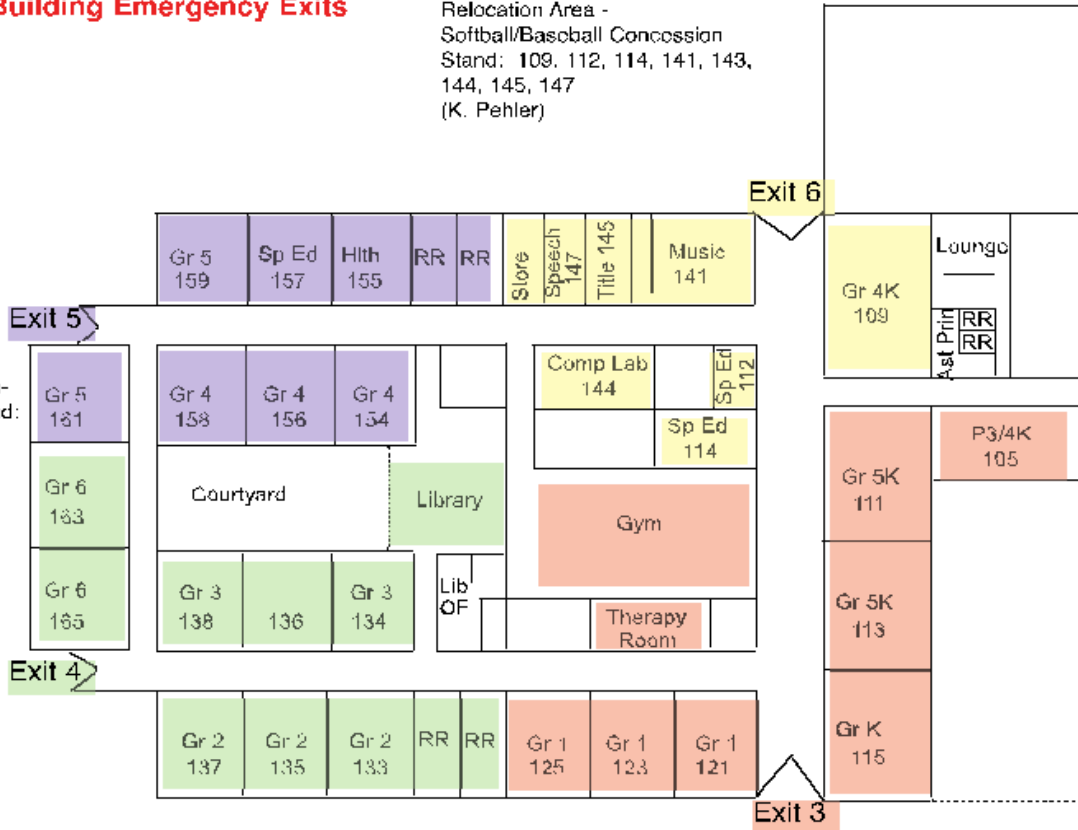 Building Emergency Exits
Relocation Area -
Softball/Baseball Concession
Stand: 109. 112, 114, 141, 143,
144, 145, 147
(K. Pehler)
Exit 6
Gr 5
159
Sp Ed
157
Hlth
155
RR
RR
Store
Speech
147
Title 145
Music
141
Gr 4K
109
Lounge
Ast Prin
RR
RR
Exit 5
d:
Gr 5
161
Gr 4
158
Gr 4
156
Gr 4
154
Comp Lab
144
Sp Ed
112
Sp Ed
114
P3/4K
105
Gr 5K
111
Gr 6
163
Courtyard
Library
Gym
Gr 6
165
Gr 3
138
136
Gr 3
134
Lib
OF
Therapy
Room
Gr 5K
113
Exit 4
Gr 2
137
Gr 2
135
Gr 2
133
RR
RR
Gr 1
125
Gr 1
123
Gr 1
121
Gr K
115
Exit 3